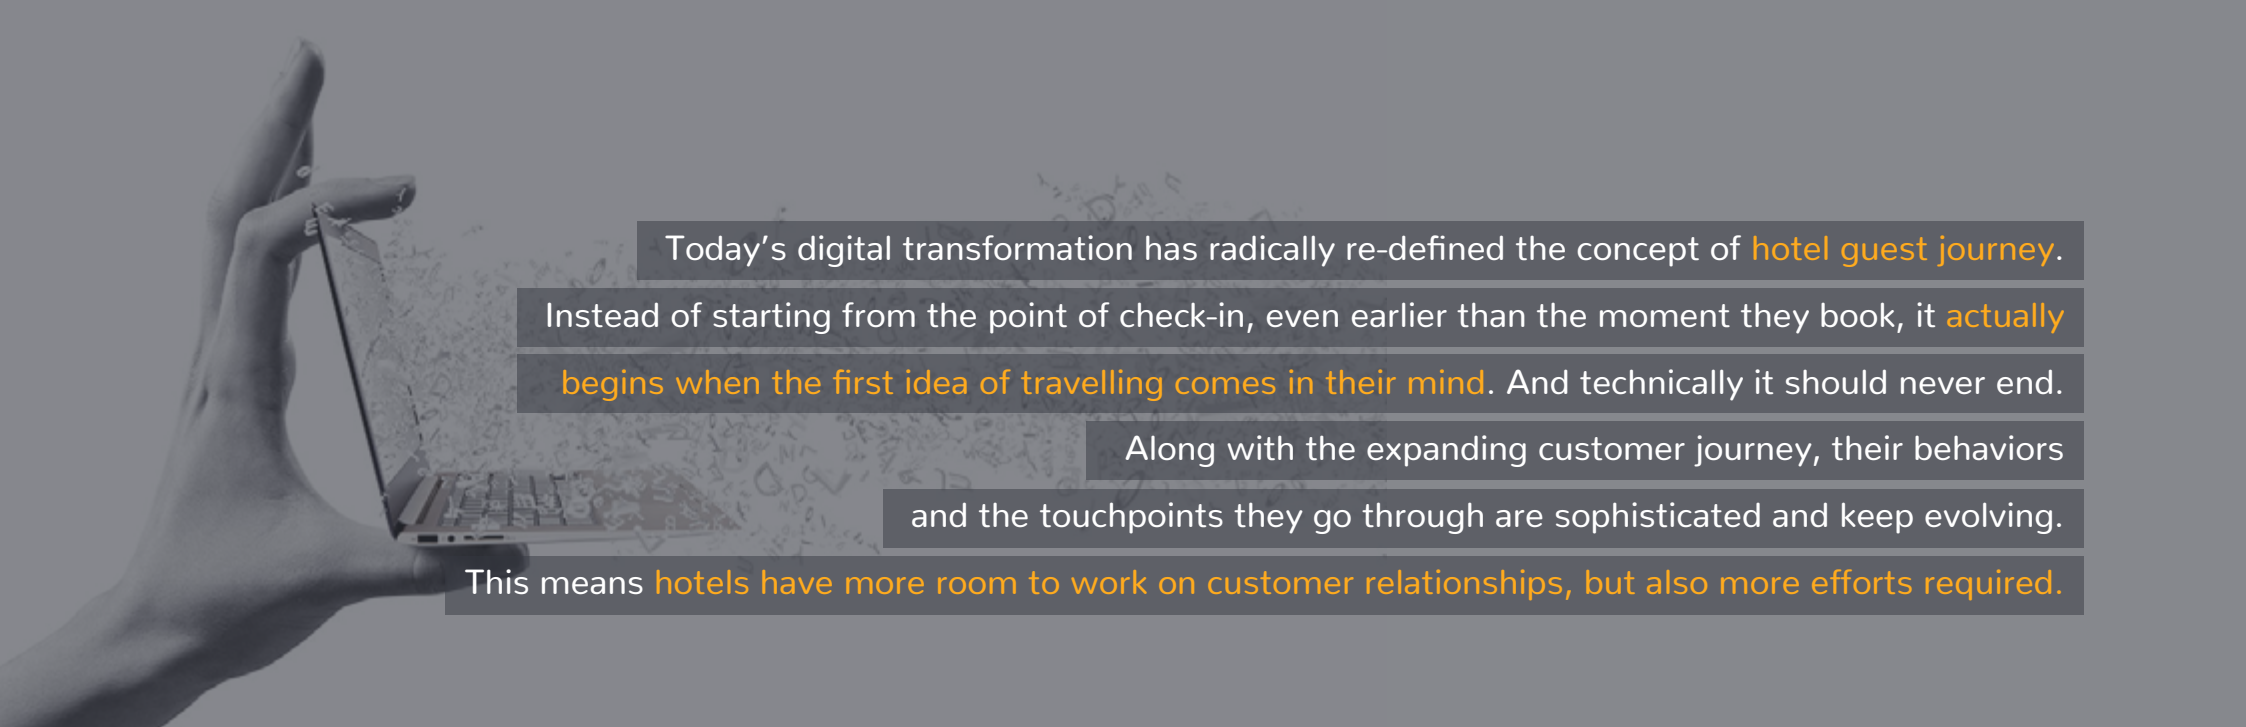 Today’s digital transformation has radically re-defined the concept of hotel guest journey.
Instead of starting from the point of check-in, even earlier than the moment they book, it actually
begins when the first idea of travelling comes in their mind. And technically it should never end.
Along with the expanding customer journey, their behaviors
and the touchpoints they go through are sophisticated and keep evolving.
This means hotels have more room to work on customer relationships, but also more efforts required.